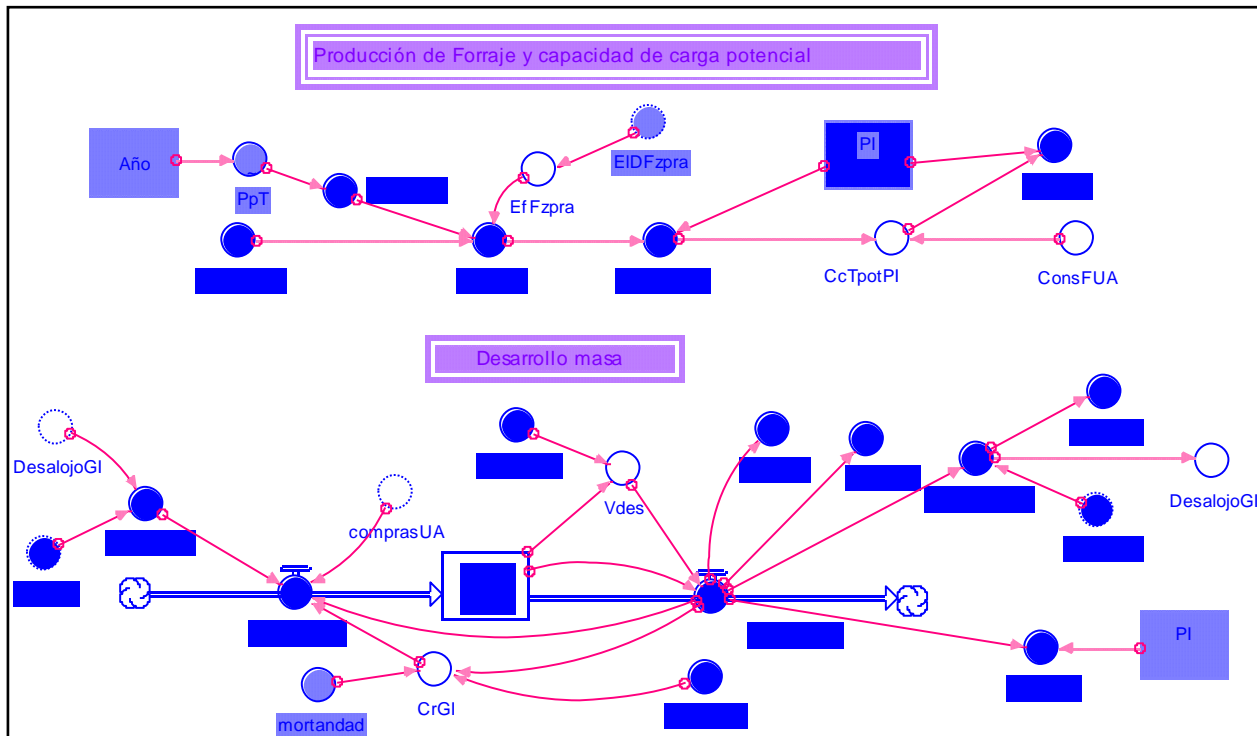 Producción de Forraje y capacidad de carga potencial
Año
PpT
EfFzpra
EIDFzpra
PI
CcTpotPI
ConsFUA
Desarrollo masa
DesalojoGI
comprasUA
Vdes
DesalojoGI
PI
CrGI
mortandad